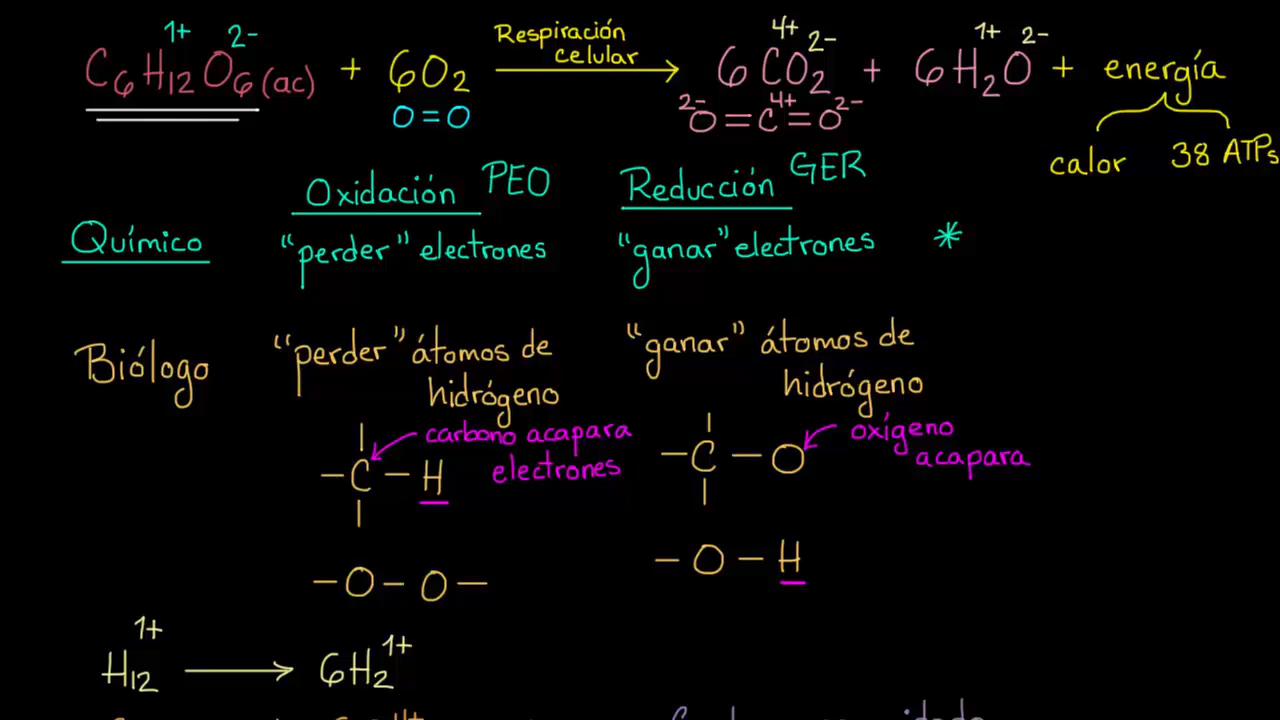 1+ 2- 4+ 2- 1+ 2-
C6H12O6 (ac) + 6O2 Respiración celular → 6CO2 + 6H2O + energía
O=O 2- O=C=O 4+ 2-
calor 38 ATPs
Oxidación PEO Reducción GER
Químico "perder" electrones "ganar" electrones *
Biólogo "perder" átomos de hidrógeno "ganar" átomos de hidrógeno
carbono acapara electrones oxígeno acapara
-C-H -C-O
-O-O- -O-H
1+ 1+
H12 → 6H2